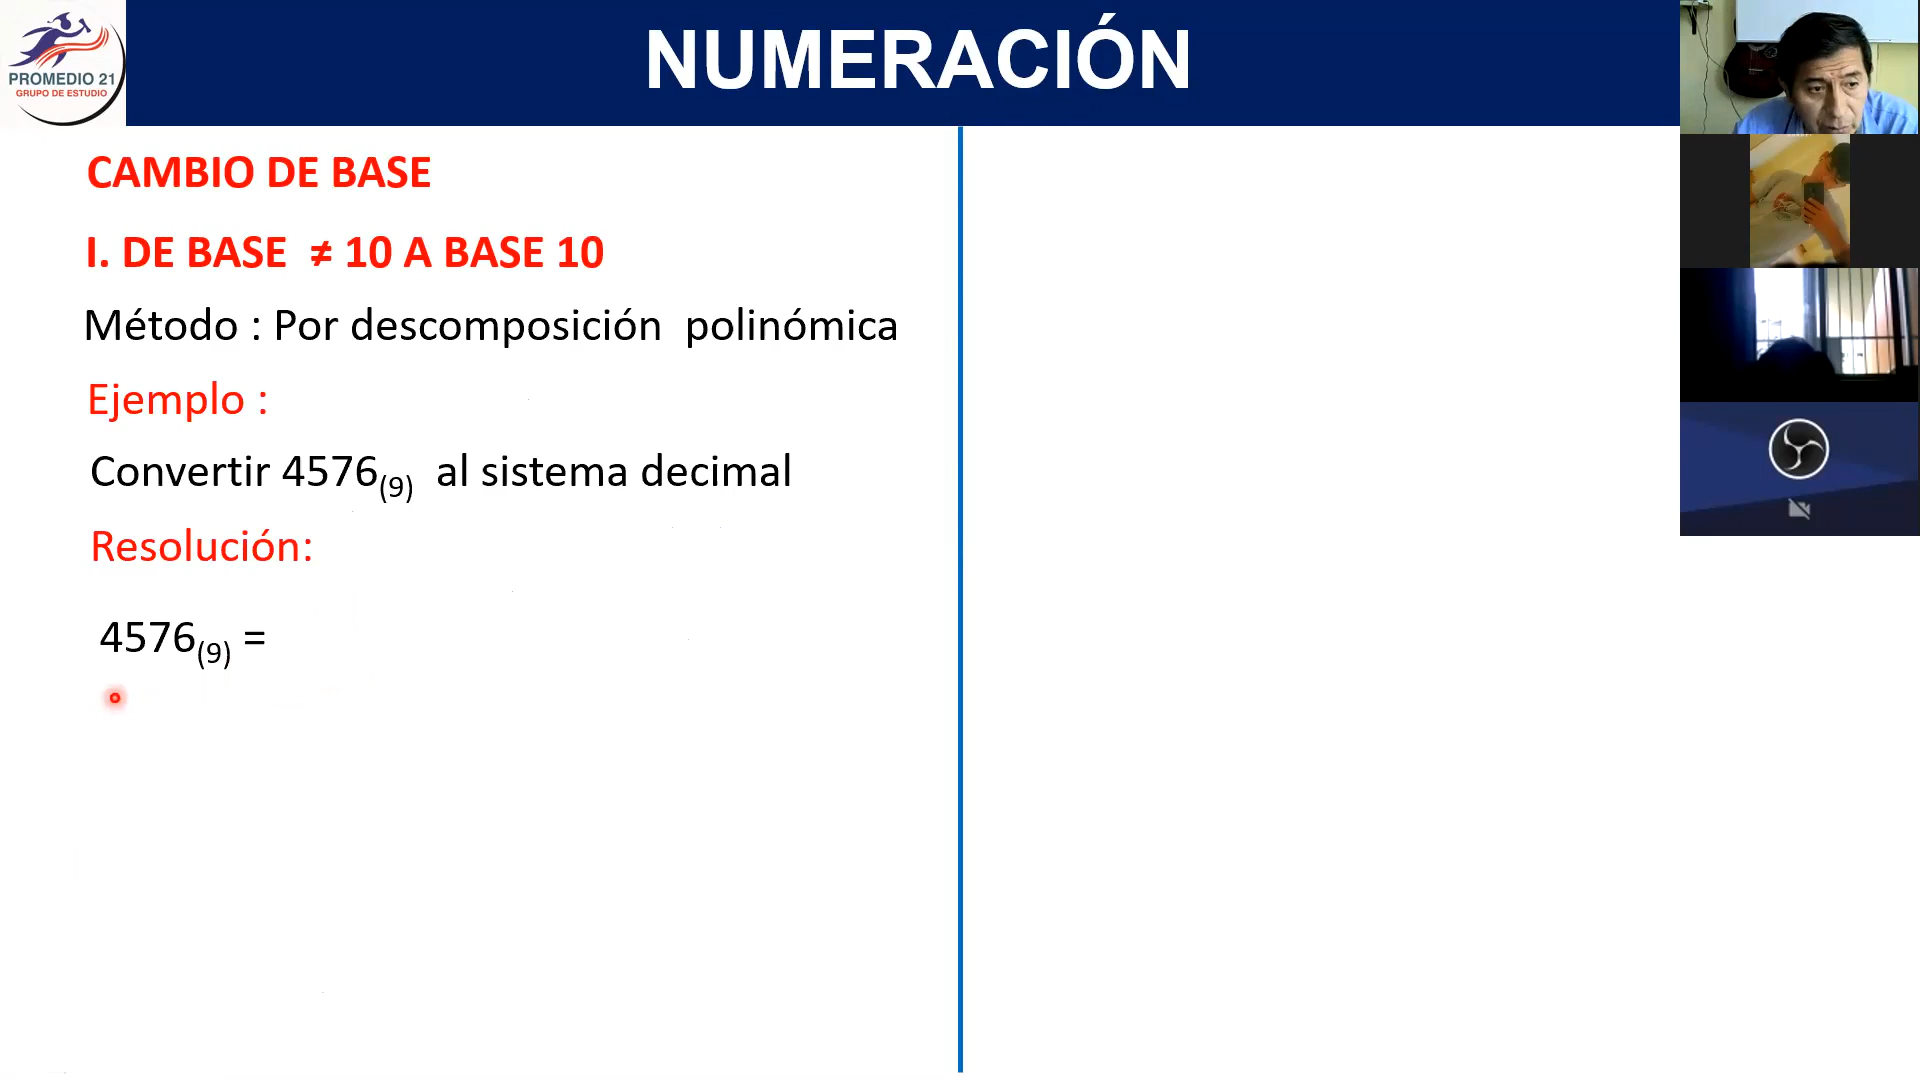 PROMEDIO 21
GRUPO DE ESTUDIO
NUMERACIÓN
CAMBIO DE BASE
I. DE BASE ≠ 10 A BASE 10
Método : Por descomposición polinómica
Ejemplo :
Convertir 4576(9) al sistema decimal
Resolución:
4576(9) =